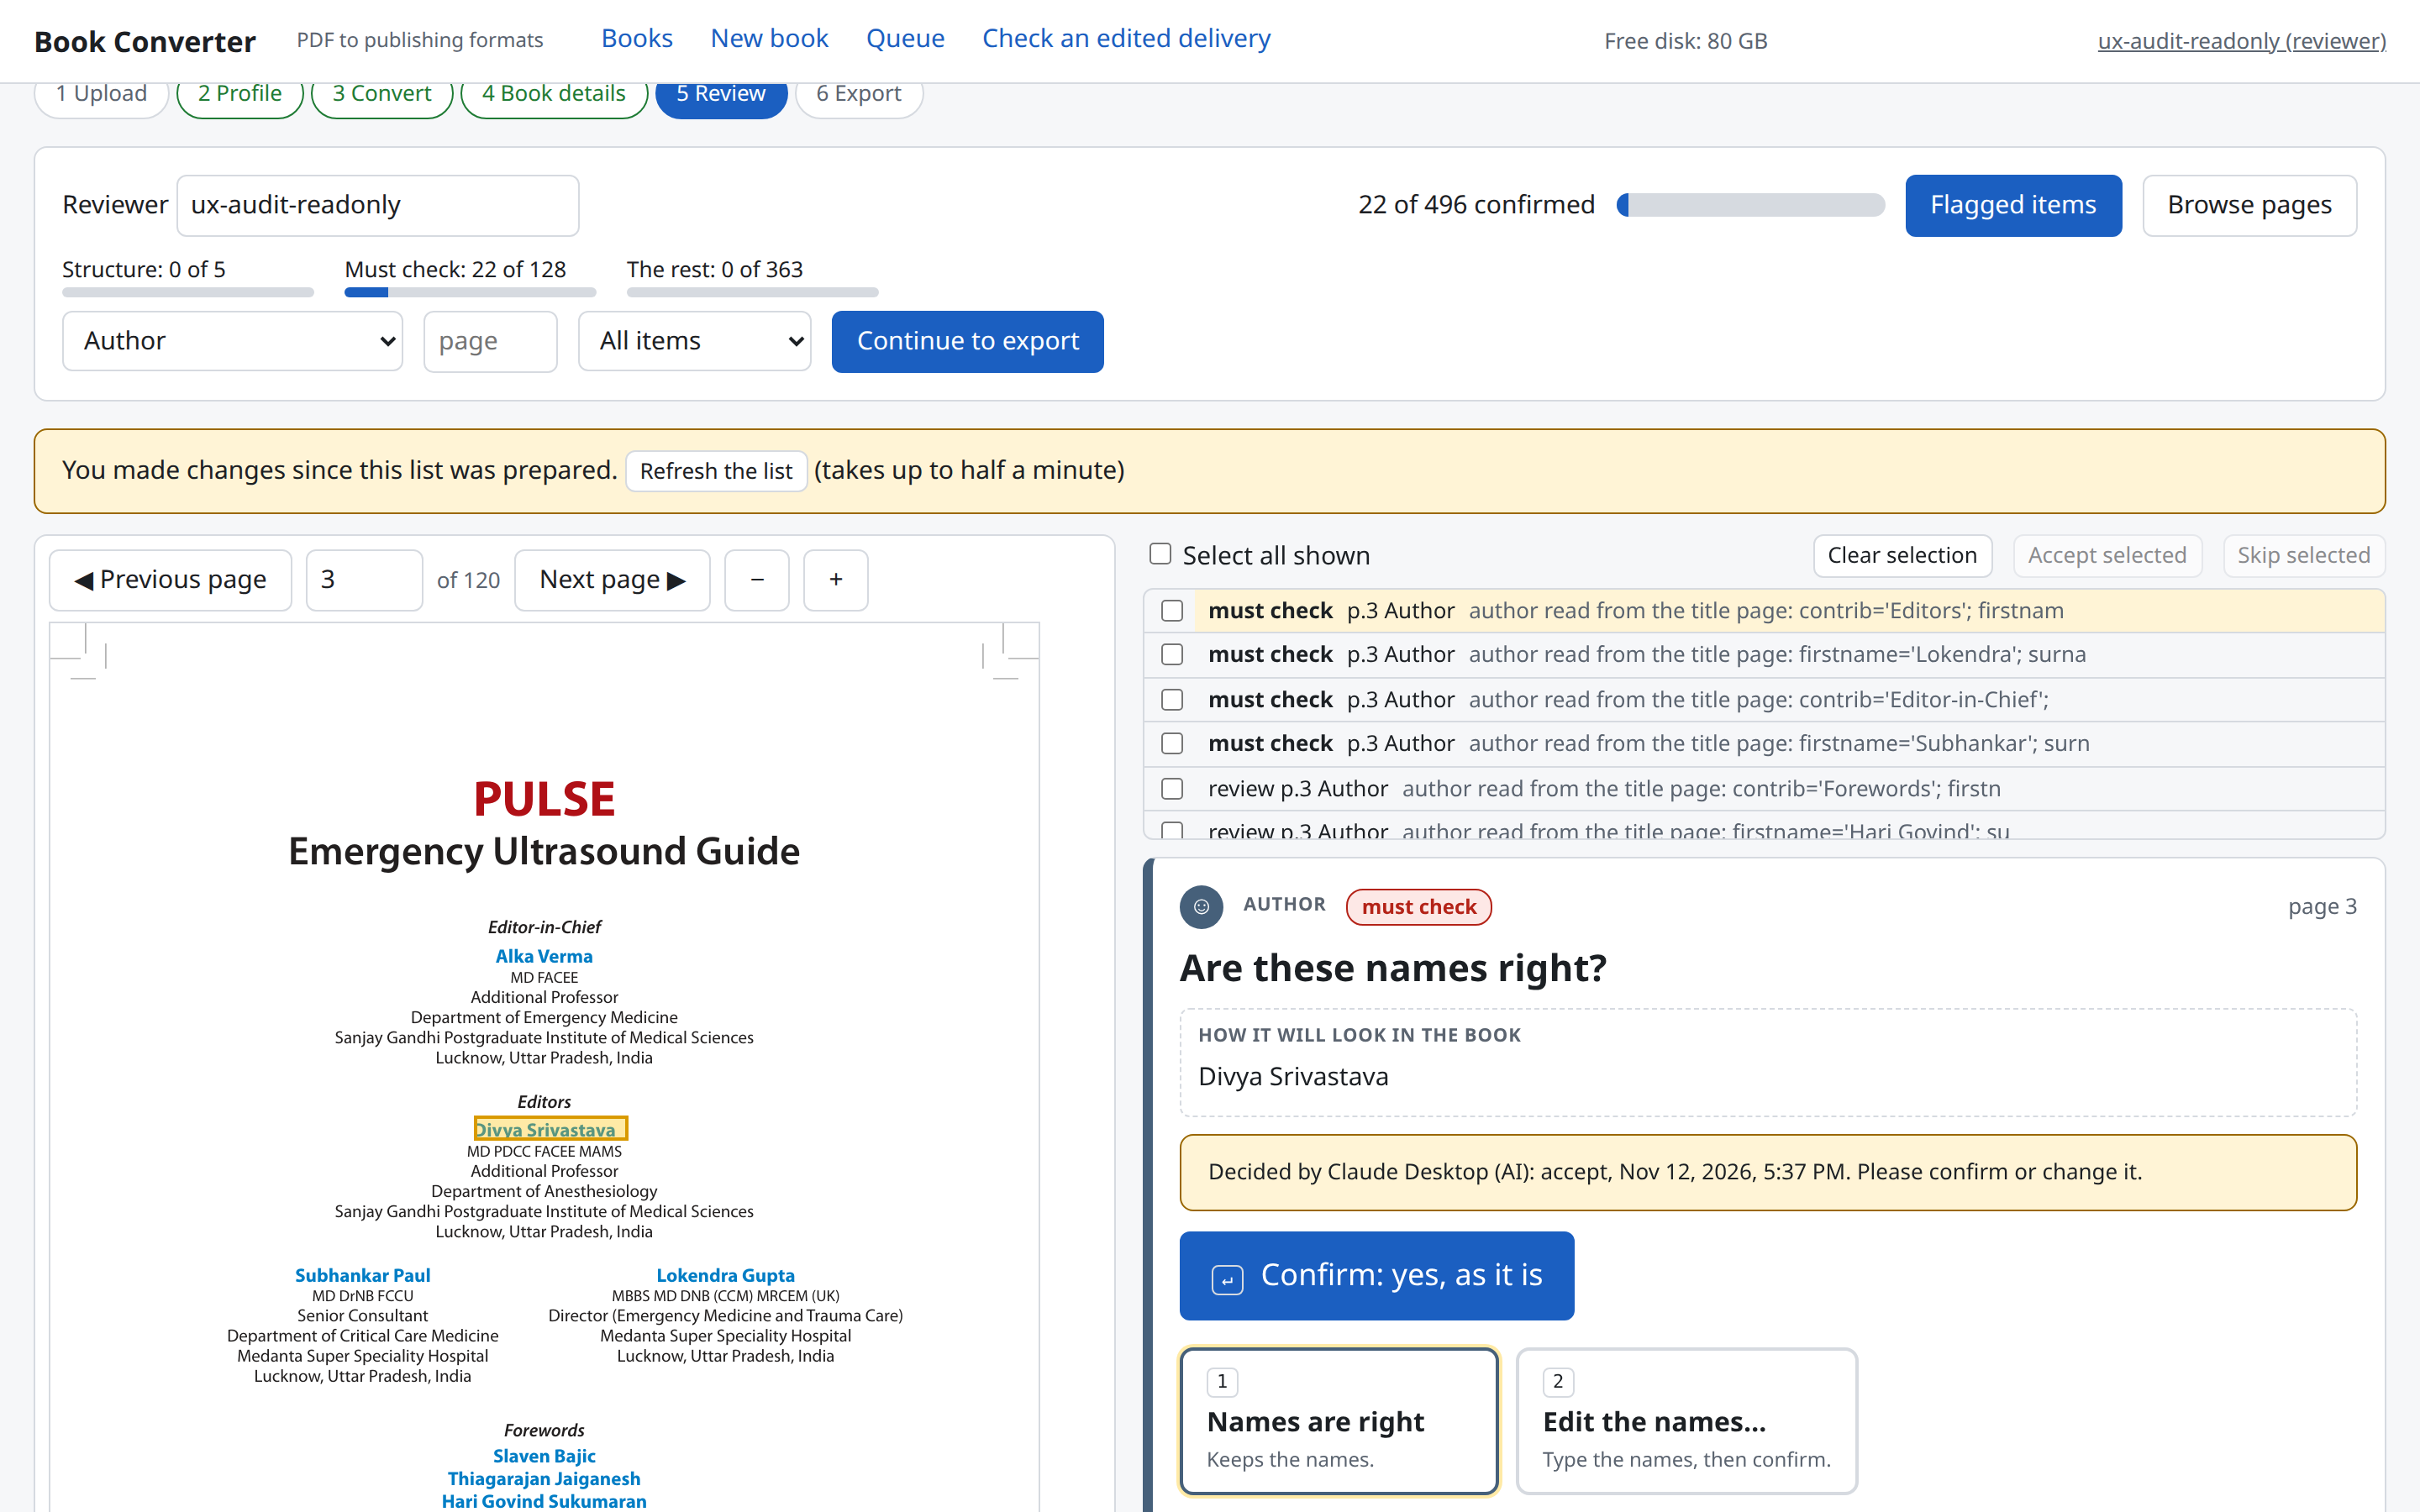 Book Converter
PDF to publishing formats
Books
New book
Queue
Check an edited delivery
Free disk: 80 GB
ux-audit-readonly (reviewer)
1 Upload
2 Profile
3 Convert
4 Book details
5 Review
6 Export
Reviewer
ux-audit-readonly
22 of 496 confirmed
Flagged items
Browse pages
Structure: 0 of 5
Must check: 22 of 128
The rest: 0 of 363
Author
page
All items
Continue to export
You made changes since this list was prepared. Refresh the list (takes up to half a minute)
◀ Previous page
3
of 120
Next page ▶
−
+
PULSE
Emergency Ultrasound Guide
Editor-in-Chief
Alka Verma
MD FACEE
Additional Professor
Department of Emergency Medicine
Sanjay Gandhi Postgraduate Institute of Medical Sciences
Lucknow, Uttar Pradesh, India
Editors
Divya Srivastava
MD PDCC FACEE MAMS
Additional Professor
Department of Anesthesiology
Sanjay Gandhi Postgraduate Institute of Medical Sciences
Lucknow, Uttar Pradesh, India
Subhankar Paul
MD DrNB FCCU
Senior Consultant
Department of Critical Care Medicine
Medanta Super Speciality Hospital
Lucknow, Uttar Pradesh, India
Lokendra Gupta
MBBS MD DNB (CCM) MRCEM (UK)
Director (Emergency Medicine and Trauma Care)
Medanta Super Speciality Hospital
Lucknow, Uttar Pradesh, India
Forewords
Slaven Bajic
Thiagarajan Jaiganesh
Hari Govind Sukumaran
Select all shown
Clear selection
Accept selected
Skip selected
must check p.3 Author author read from the title page: contrib='Editors'; firstnam
must check p.3 Author author read from the title page: firstname='Lokendra'; surna
must check p.3 Author author read from the title page: contrib='Editor-in-Chief';
must check p.3 Author author read from the title page: firstname='Subhankar'; surn
review p.3 Author author read from the title page: contrib='Forewords'; firstn
review p.3 Author author read from the title page: firstname='Hari Govind'; su
AUTHOR
must check
page 3
Are these names right?
HOW IT WILL LOOK IN THE BOOK
Divya Srivastava
Decided by Claude Desktop (AI): accept, Nov 12, 2026, 5:37 PM. Please confirm or change it.
↵ Confirm: yes, as it is
1
Names are right
Keeps the names.
2
Edit the names...
Type the names, then confirm.